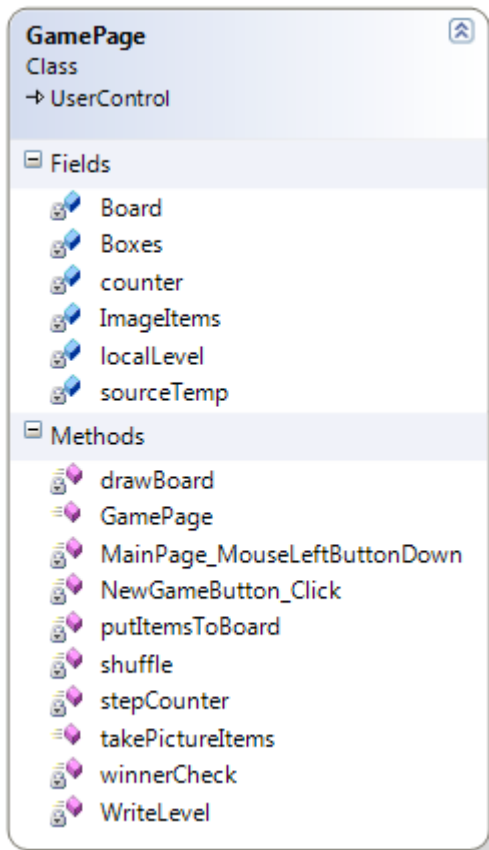 GamePage
Class
UserControl
Fields
Board
Boxes
counter
ImageItems
localLevel
sourceTemp
Methods
drawBoard
GamePage
MainPage_MouseLeftButtonDown
NewGameButton_Click
putItemsToBoard
shuffle
stepCounter
takePictureItems
winnerCheck
WriteLevel